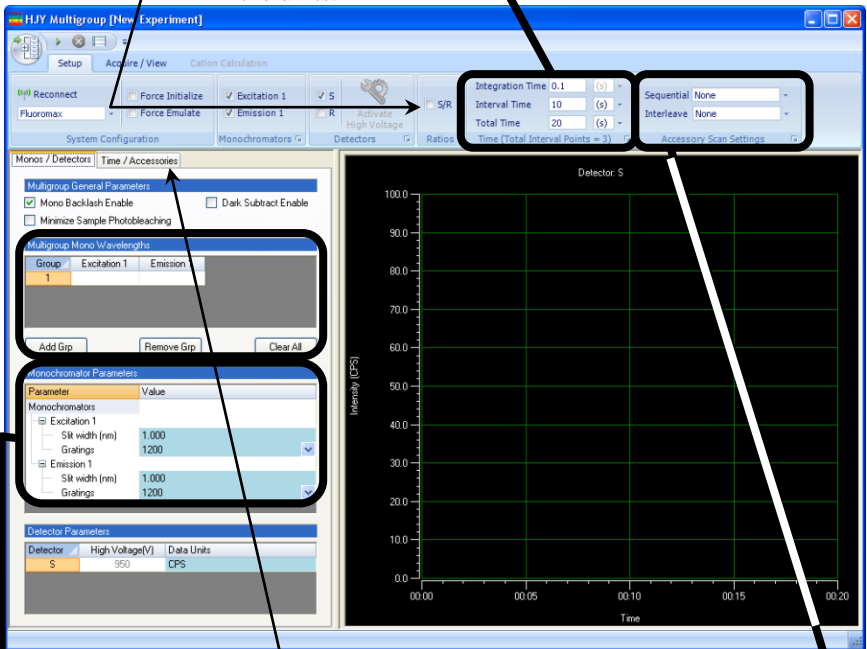 HJY Multigroup [New Experiment]
Setup Acquire / View Cation Calculation
Reconnect
Fluoromax
Force Initialize
Force Emulate
System Configuration
Excitation 1
Emission 1
Monochromators
S
R
Activate
High Voltage
Detectors
S/R
Ratios
Integration Time 0.1 (s)
Interval Time 10 (s)
Total Time 20 (s)
Time (Total Interval Points = 3)
Sequential None
Interleave None
Accessory Scan Settings
Monos / Detectors Time / Accessories
Multigroup General Parameters
Mono Backlash Enable Dark Subtract Enable
Minimize Sample Photobleaching
Multigroup Mono Wavelengths
Group Excitation 1 Emission 1
1
Add Grp Remove Grp Clear All
Monochromator Parameters
Parameter Value
Monochromators
Excitation 1
Slit width (nm) 1.000
Gratings 1200
Emission 1
Slit width (nm) 1.000
Gratings 1200
Detector Parameters
Detector High Voltage(V) Data Units
S 950 CPS
Detector: S
100.0
90.0
80.0
70.0
60.0
50.0
40.0
30.0
20.0
10.0
0.0
Intensity (CPS)
00:00 00:05 00:10 00:15 00:20
Time